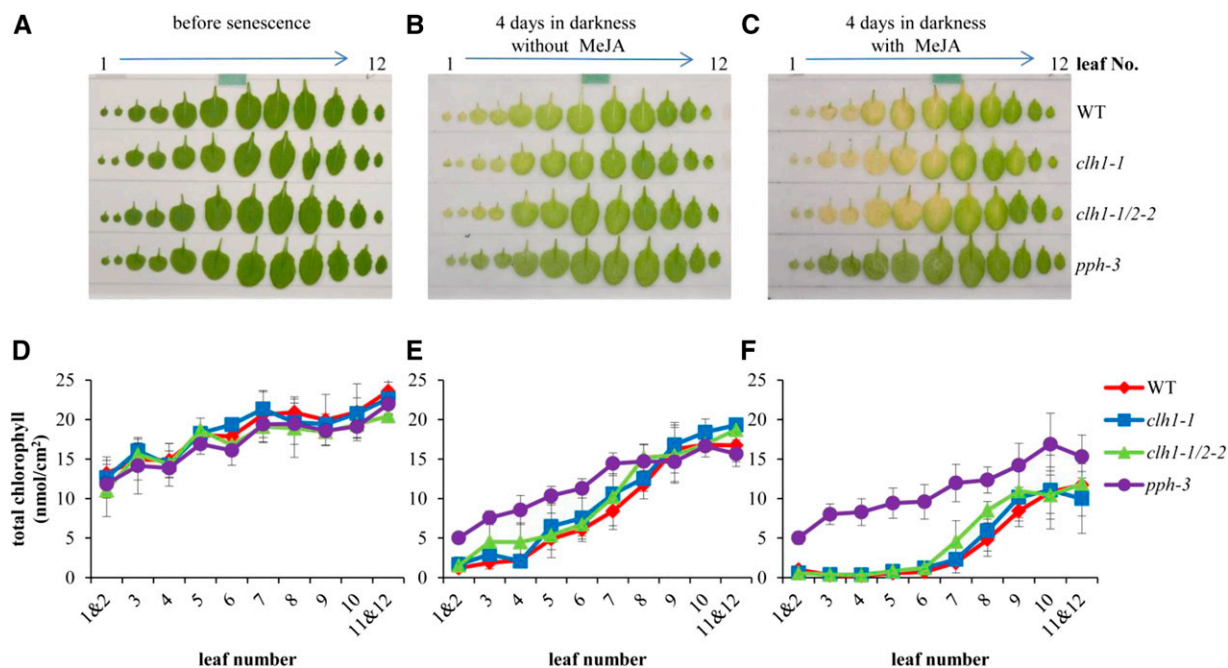 A
before senescence
1 12
B
4 days in darkness
without MeJA
1 12
C
4 days in darkness
with MeJA
1 12 leaf No.
WT
clh1-1
clh1-1/2-2
pph-3
D
total chlorophyll
(nmol/cm²)
25
20
15
10
5
0
1&2 3 4 5 6 7 8 9 10 11&12
leaf number
E
25
20
15
10
5
0
1&2 3 4 5 6 7 8 9 10 11&12
leaf number
F
25
20
15
10
5
0
1&2 3 4 5 6 7 8 9 10 11&12
leaf number
WT
clh1-1
clh1-1/2-2
pph-3